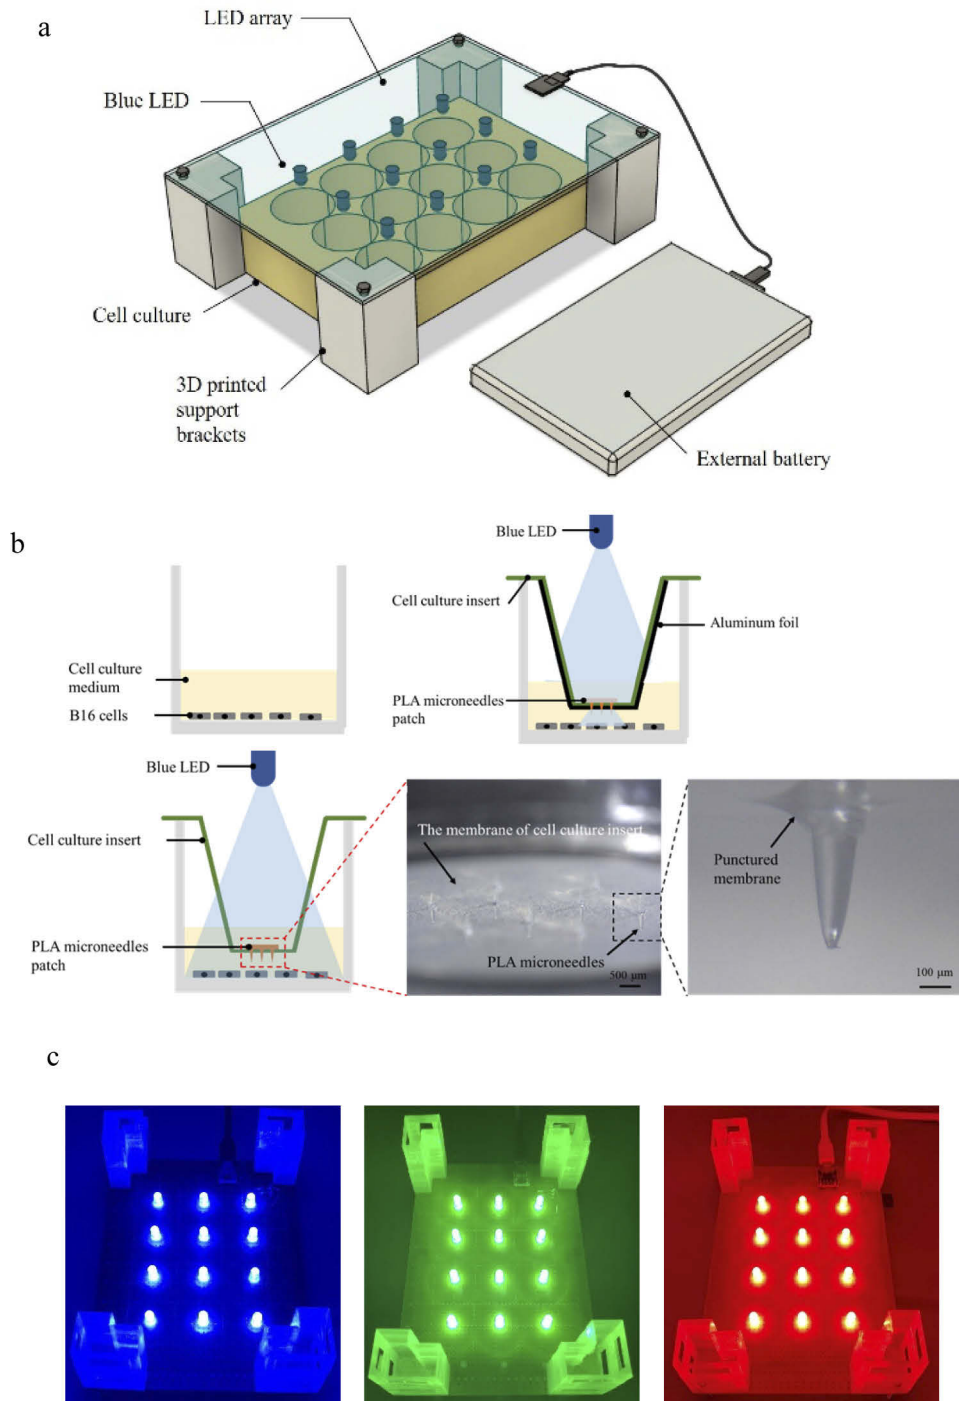 a
LED array
Blue LED
Cell culture
3D printed
support
brackets
External battery
b
Cell culture
medium
B16 cells
Blue LED
Cell culture insert
Aluminum foil
PLA microneedles
patch
Blue LED
Cell culture insert
PLA microneedles
patch
The membrane of cell culture insert
PLA microneedles
500 μm
Punctured
membrane
100 μm
c